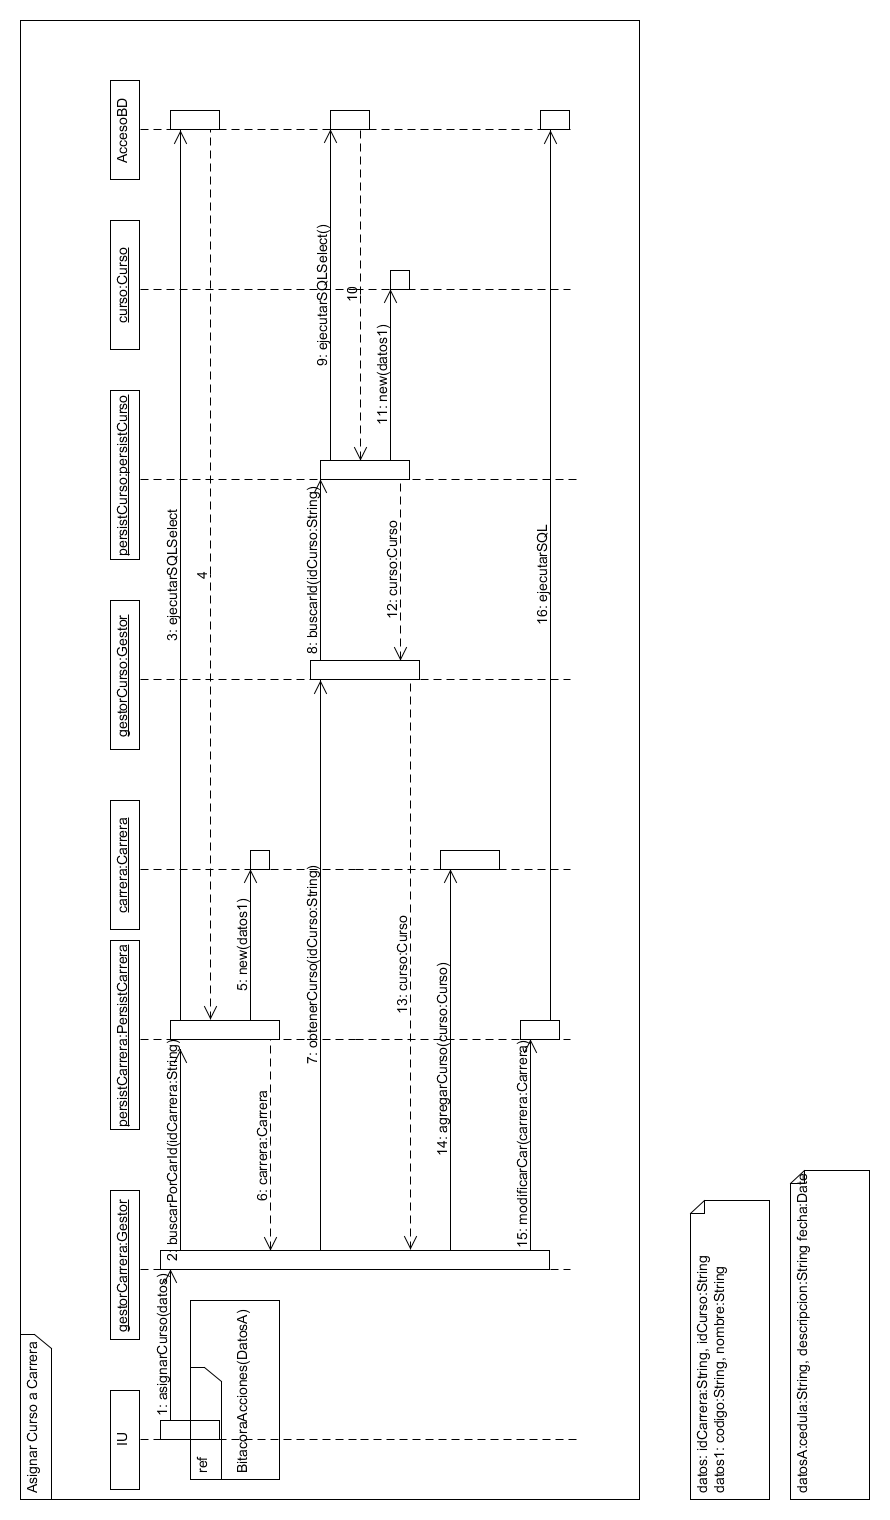 Asignar Curso a Carrera
IU
gestorCarrera:Gestor
persistCarrera:PersistCarrera
carrera:Carrera
gestorCurso:Gestor
persistCurso:persistCurso
curso:Curso
AccesoBD
1: asignarCurso(datos)
2: buscarPorCarId(idCarrera:String)
3: ejecutarSQLSelect
ref
BitacoraAcciones(DatosA)
4
5: new(datos1)
6: carrera:Carrera
7: obtenerCurso(idCurso:String)
8: buscarId(idCurso:String)
9: ejecutarSQLSelect()
10
11: new(datos1)
12: curso:Curso
13: curso:Curso
14: agregarCurso(curso:Curso)
15: modificarCar(carrera:Carrera)
16: ejecutarSQL
datos: idCarrera:String, idCurso:String
datos1: codigo:String, nombre:String
datosA:cedula:String, descripcion:String fecha:Date